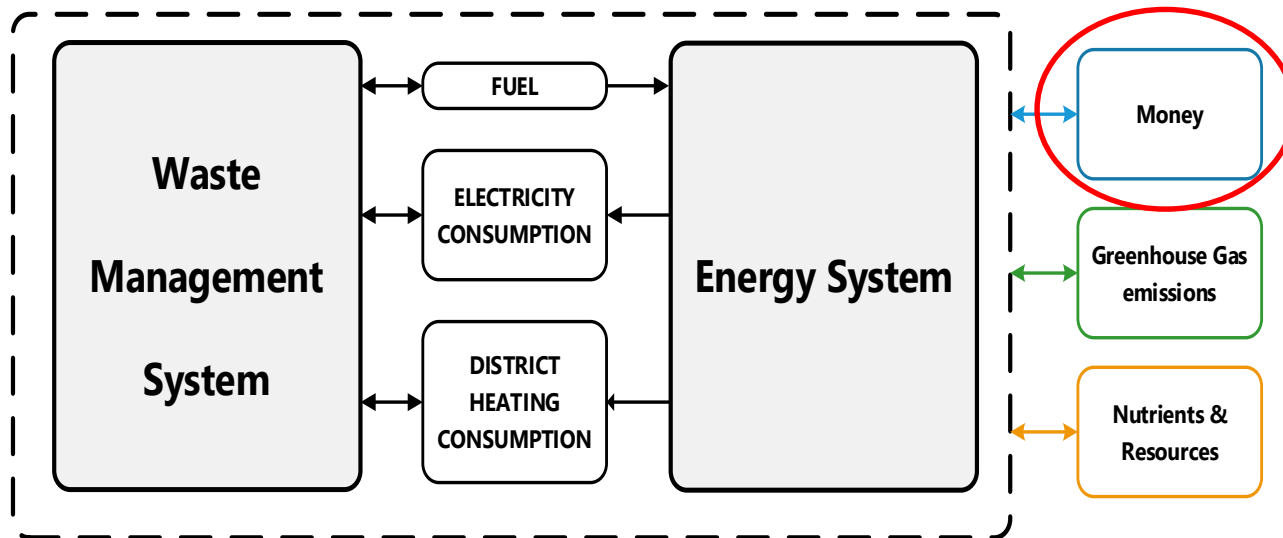 Waste
Management
System
FUEL
ELECTRICITY
CONSUMPTION
DISTRICT
HEATING
CONSUMPTION
Energy System
Money
Greenhouse Gas
emissions
Nutrients &
Resources